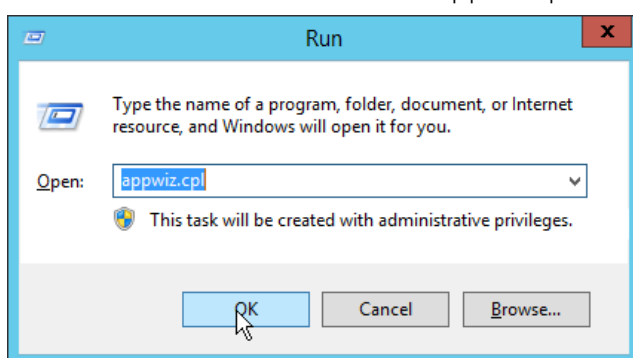 Run
x
Type the name of a program, folder, document, or Internet
resource, and Windows will open it for you.
Open:
appwiz.cpl
This task will be created with administrative privileges.
OK
Cancel
Browse...